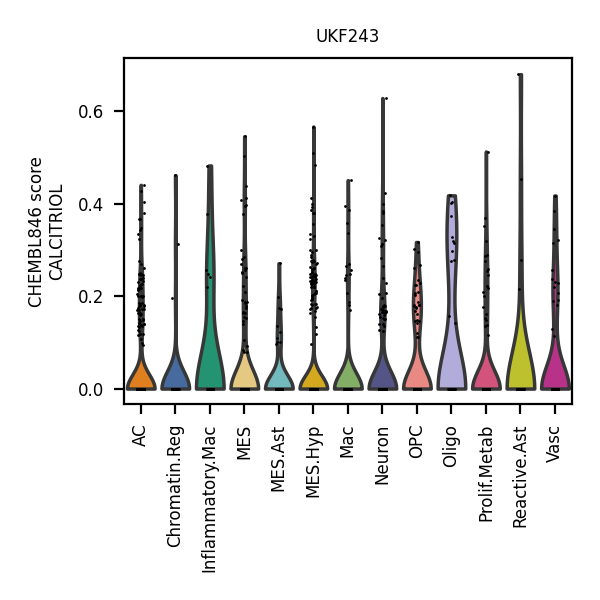 UKF243
CHEMBL846 score
CALCITRIOL
0.6
0.4
0.2
0.0
AC
Chromatin.Reg
Inflammatory.Mac
MES
MES.Ast
MES.Hyp
Mac
Neuron
OPC
Oligo
Prolif.Metab
Reactive.Ast
Vasc